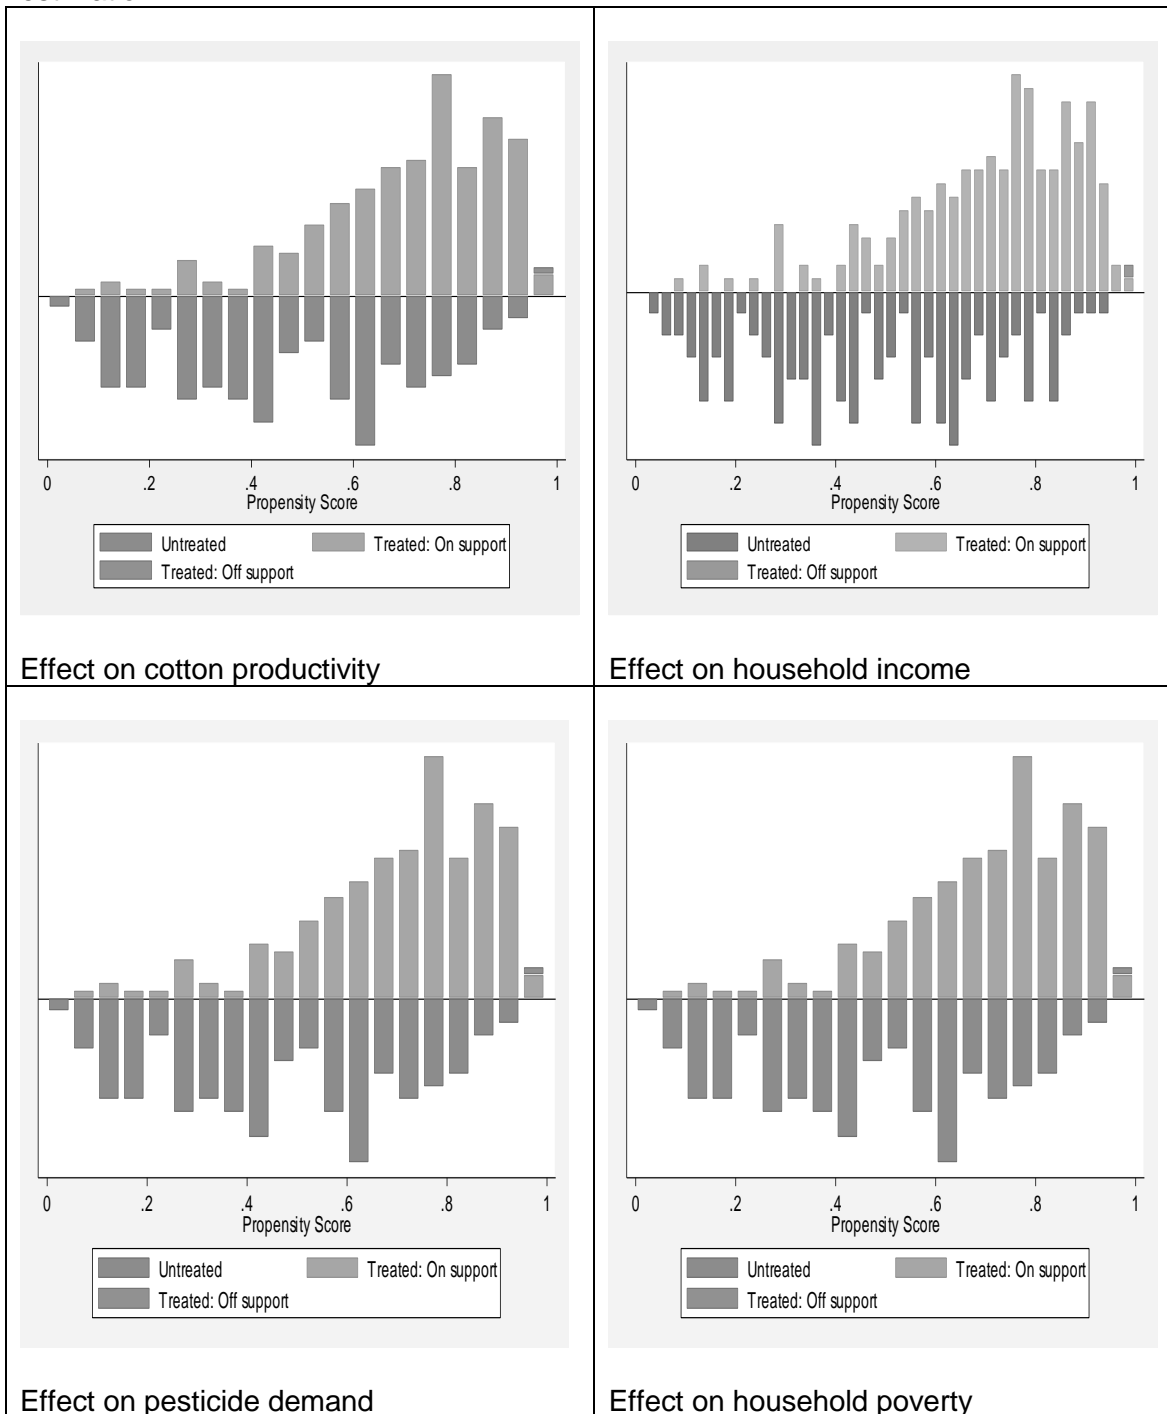 0 .2 .4 .6 .8 1
Propensity Score
Untreated Treated: On support
Treated: Off support
Effect on cotton productivity
0 .2 .4 .6 .8 1
Propensity Score
Untreated Treated: On support
Treated: Off support
Effect on household income
0 .2 .4 .6 .8 1
Propensity Score
Untreated Treated: On support
Treated: Off support
Effect on pesticide demand
0 .2 .4 .6 .8 1
Propensity Score
Untreated Treated: On support
Treated: Off support
Effect on household poverty